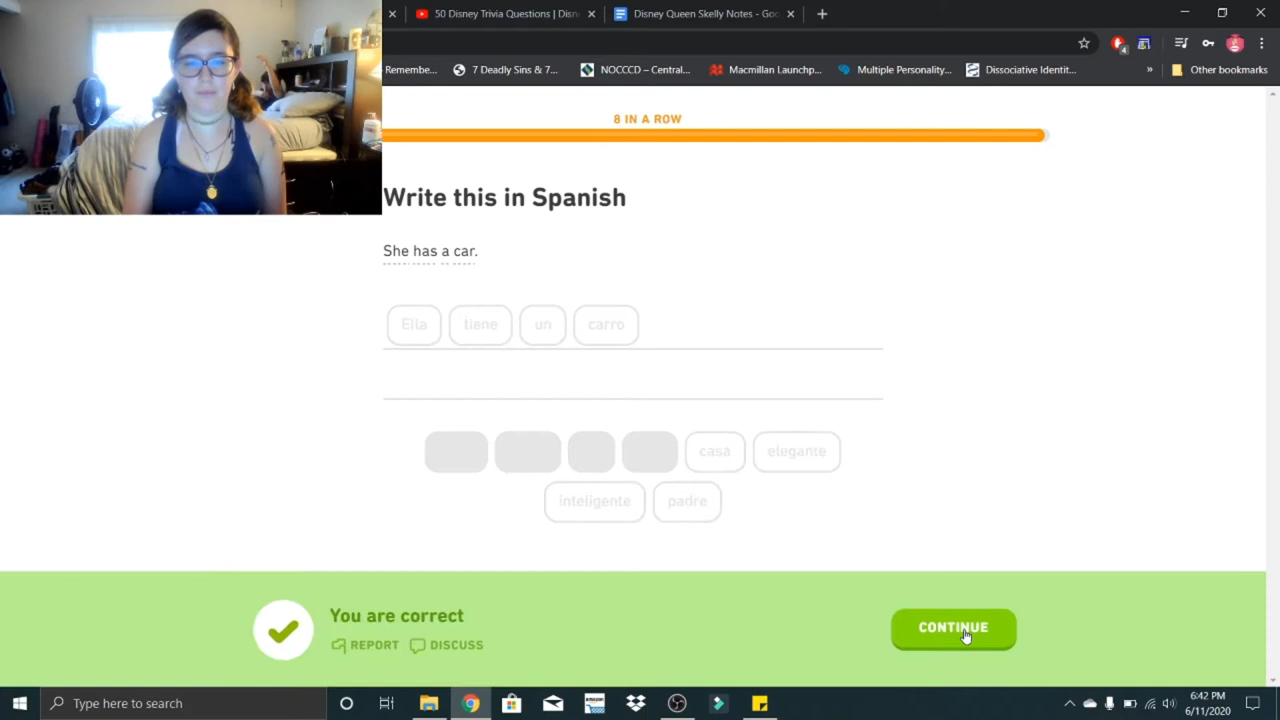 50 Disney Trivia Questions | Disn
Disney Queen Skelly Notes - Goo
4
Remembe...
7 Deadly Sins & 7...
NOCCCD – Central...
Macmillan Launchp...
Multiple Personality...
Dissociative Identit...
»
Other bookmarks
8 IN A ROW
Write this in Spanish
She has a car.
Ella tiene un carro
casa elegante
inteligente padre
You are correct
REPORT DISCUSS
CONTINUE
Type here to search
6:42 PM
6/11/2020